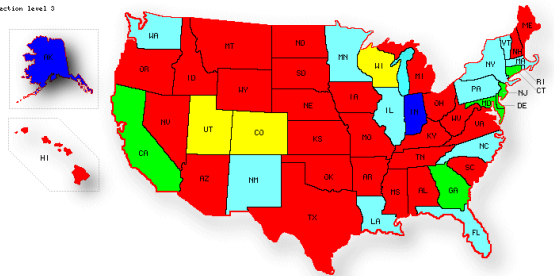 ection level 3
WA
MT
ND
MN
WI
MI
ME
VT
NH
NY
MA
RI
CT
OR
ID
SD
WY
IA
NE
PA
NJ
OH
MD
DE
IL
IN
NV
UT
CO
CA
KS
MO
WV
VA
KY
NC
TN
AZ
NM
OK
AR
SC
MS
AL
GA
TX
LA
FL
AK
HI